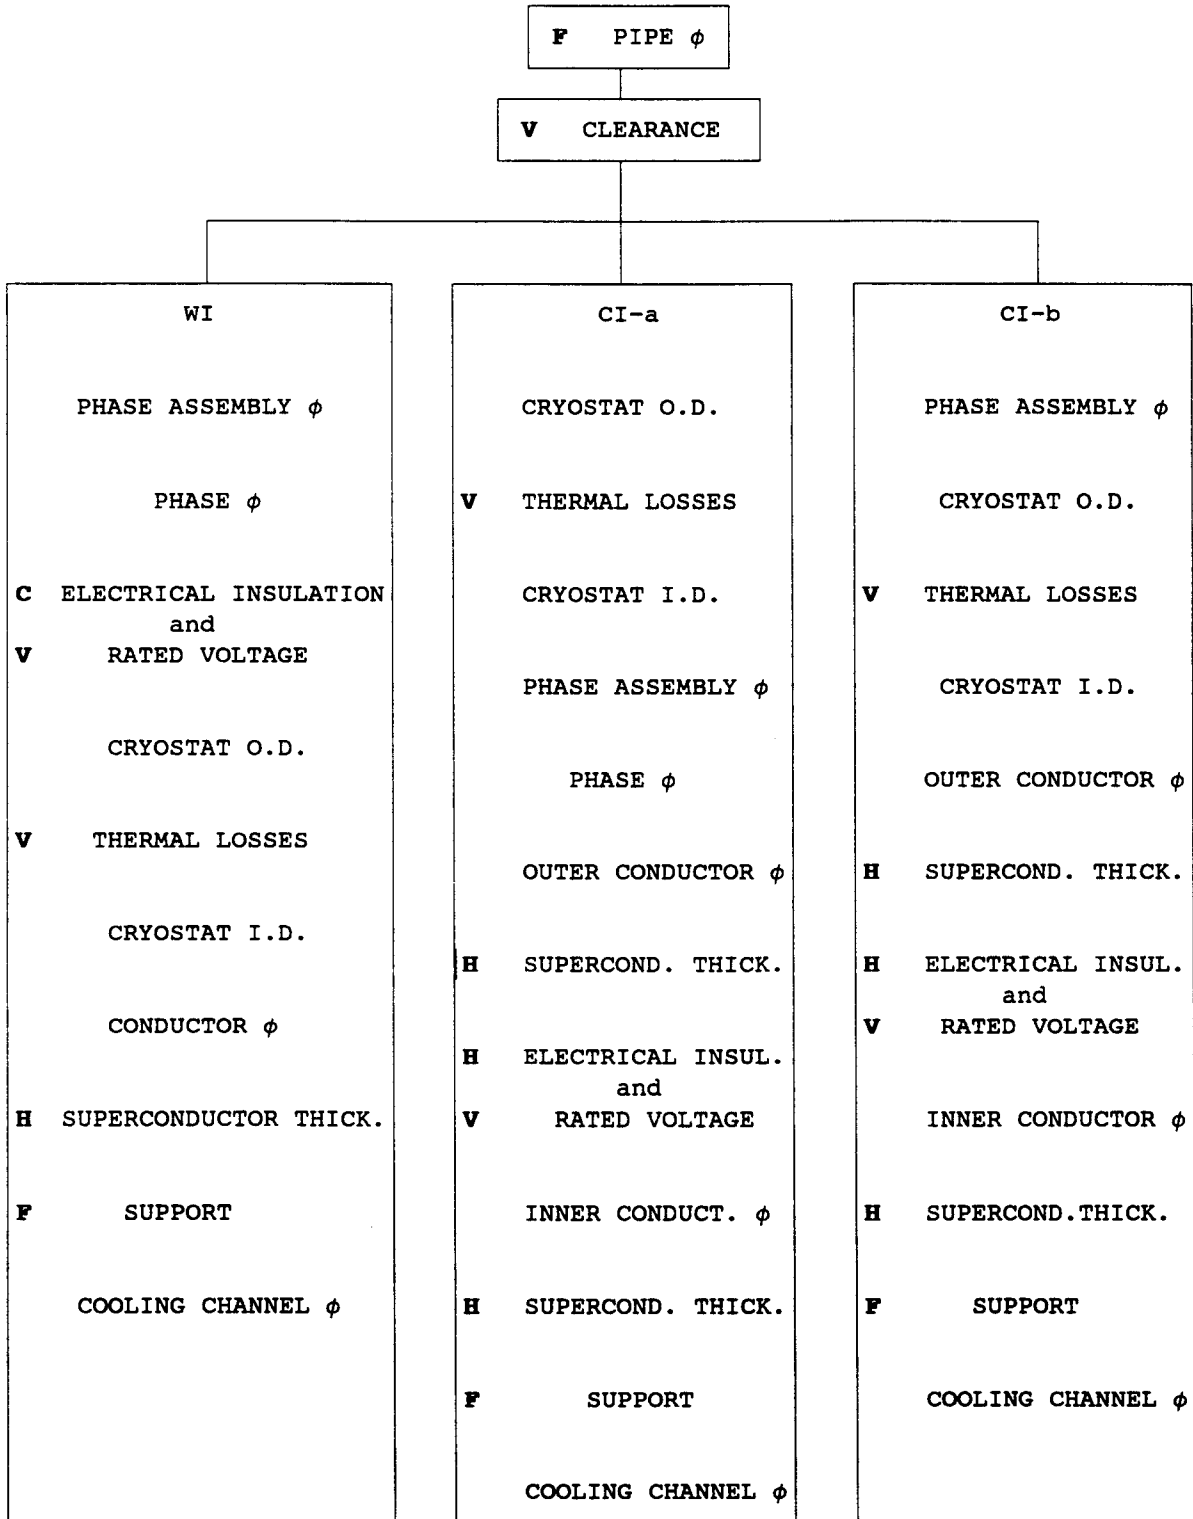 F PIPE ϕ
V CLEARANCE
WI
PHASE ASSEMBLY ϕ
PHASE ϕ
C ELECTRICAL INSULATION
and
V RATED VOLTAGE
CRYOSTAT O.D.
V THERMAL LOSSES
CRYOSTAT I.D.
CONDUCTOR ϕ
H SUPERCONDUCTOR THICK.
F SUPPORT
COOLING CHANNEL ϕ
CI-a
CRYOSTAT O.D.
V THERMAL LOSSES
CRYOSTAT I.D.
PHASE ASSEMBLY ϕ
PHASE ϕ
OUTER CONDUCTOR ϕ
H SUPERCOND. THICK.
H ELECTRICAL INSUL.
and
V RATED VOLTAGE
INNER CONDUCT. ϕ
H SUPERCOND. THICK.
F SUPPORT
COOLING CHANNEL ϕ
CI-b
PHASE ASSEMBLY ϕ
CRYOSTAT O.D.
V THERMAL LOSSES
CRYOSTAT I.D.
OUTER CONDUCTOR ϕ
H SUPERCOND. THICK.
H ELECTRICAL INSUL.
and
V RATED VOLTAGE
INNER CONDUCTOR ϕ
H SUPERCOND.THICK.
F SUPPORT
COOLING CHANNEL ϕ